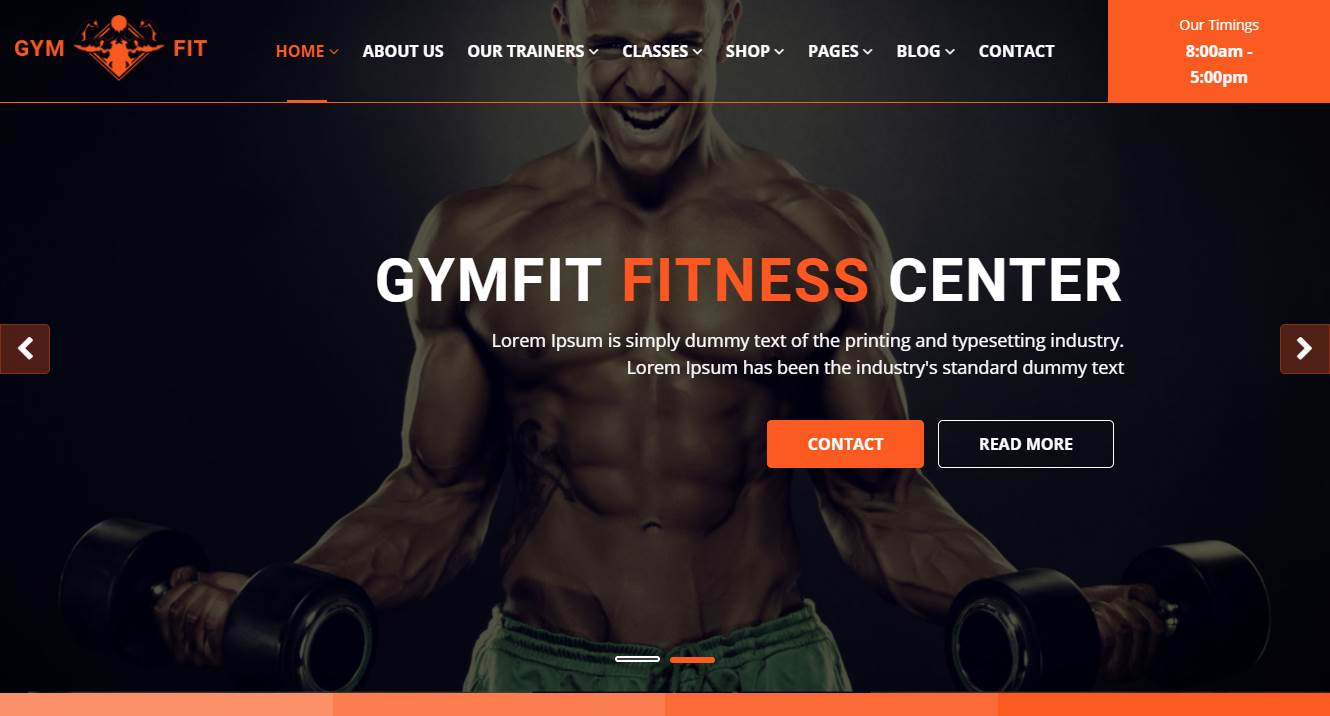 GYM FIT
HOME ABOUT US OUR TRAINERS CLASSES SHOP PAGES BLOG CONTACT
Our Timings
8:00am -
5:00pm
GYMFIT FITNESS CENTER
Lorem Ipsum is simply dummy text of the printing and typesetting industry.
Lorem Ipsum has been the industry's standard dummy text
CONTACT READ MORE